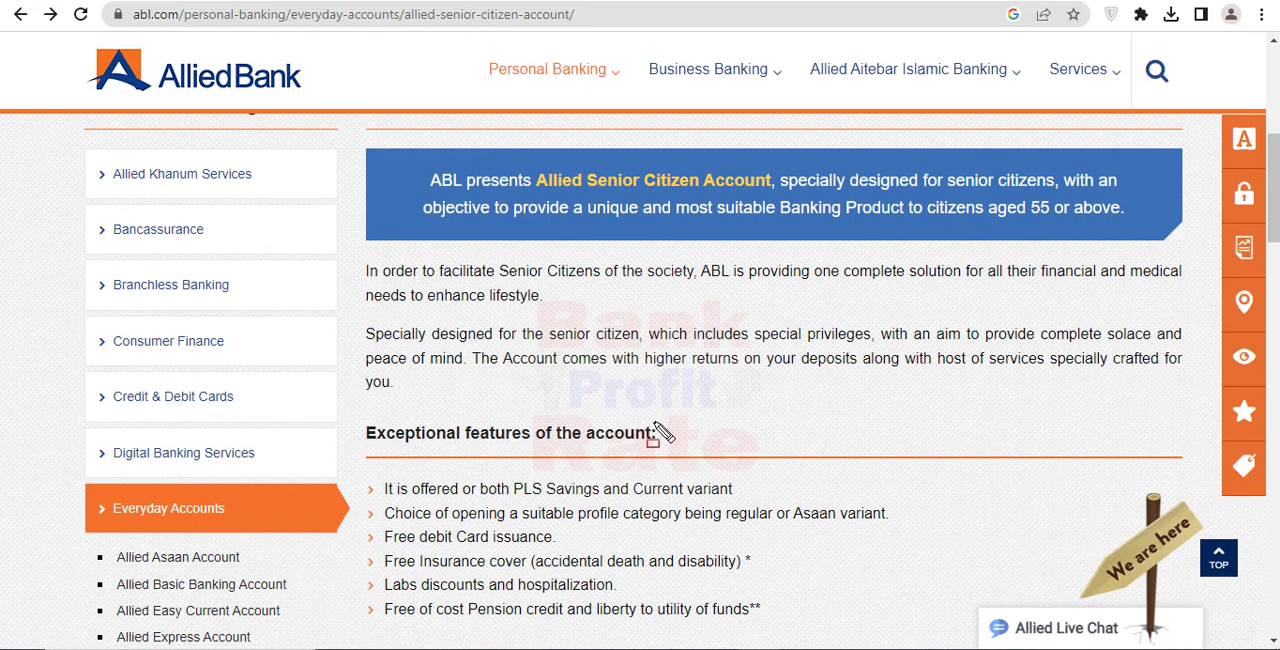 abl.com/personal-banking/everyday-accounts/allied-senior-citizen-account/
Allied Bank
Personal Banking
Business Banking
Allied Aitebar Islamic Banking
Services
Allied Khanum Services
Bancassurance
Branchless Banking
Consumer Finance
Credit & Debit Cards
Digital Banking Services
Everyday Accounts
Allied Asaan Account
Allied Basic Banking Account
Allied Easy Current Account
Allied Express Account
ABL presents Allied Senior Citizen Account, specially designed for senior citizens, with an
objective to provide a unique and most suitable Banking Product to citizens aged 55 or above.
In order to facilitate Senior Citizens of the society, ABL is providing one complete solution for all their financial and medical
needs to enhance lifestyle.
Specially designed for the senior citizen, which includes special privileges, with an aim to provide complete solace and
peace of mind. The Account comes with higher returns on your deposits along with host of services specially crafted for
you.
Bank
Profit
Rate
Exceptional features of the account:
It is offered or both PLS Savings and Current variant
Choice of opening a suitable profile category being regular or Asaan variant.
Free debit Card issuance.
Free Insurance cover (accidental death and disability) *
Labs discounts and hospitalization.
Free of cost Pension credit and liberty to utility of funds**
We are here
TOP
Allied Live Chat